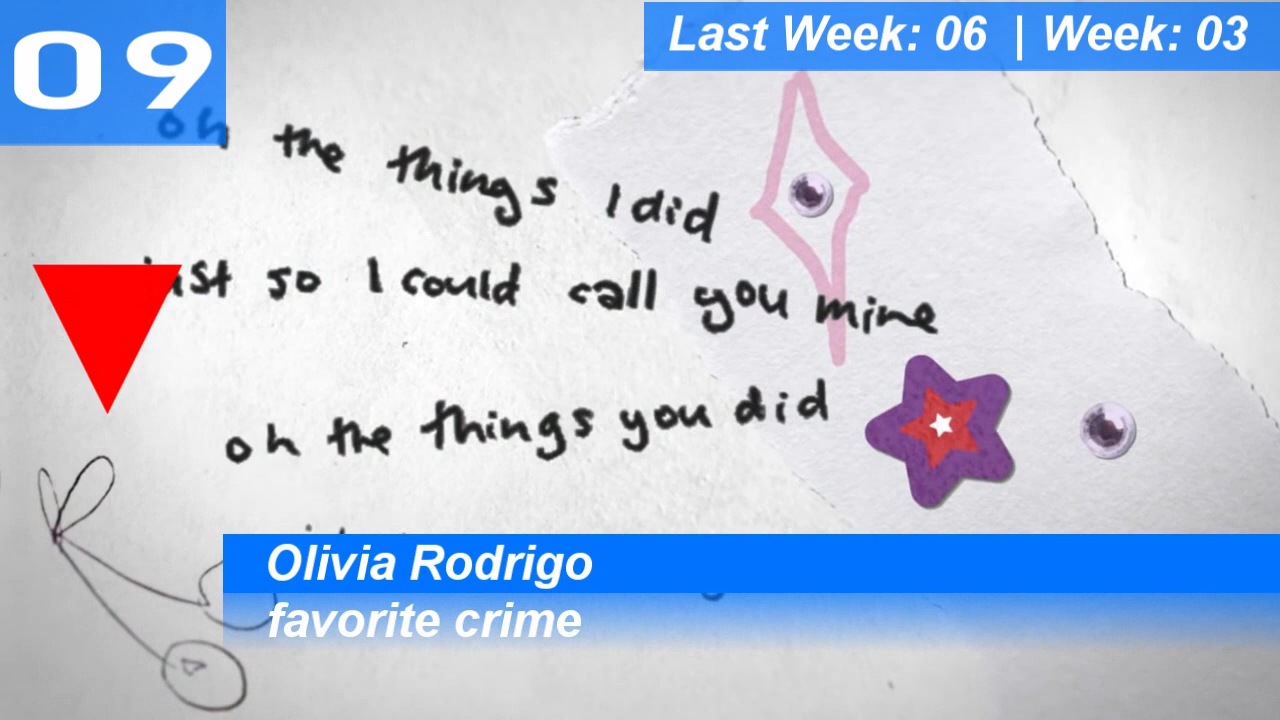 09
Last Week: 06 | Week: 03
oh the things I did
just so I could call you mine
oh the things you did
Olivia Rodrigo
favorite crime